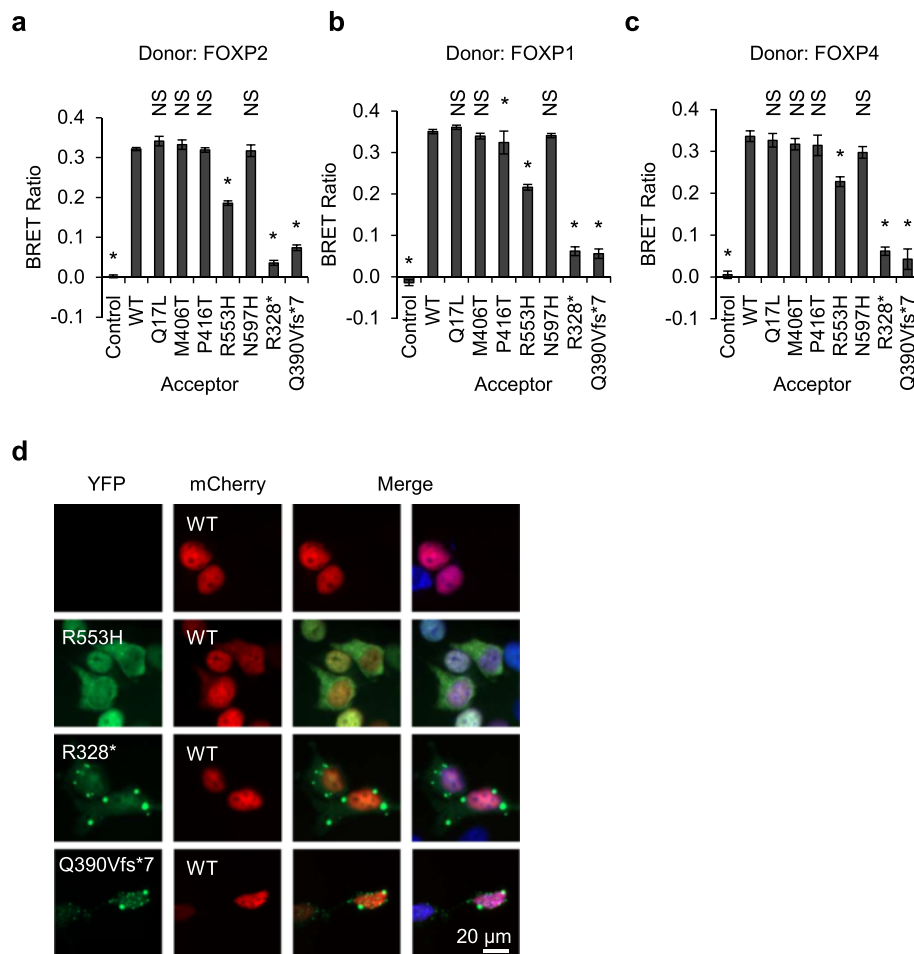 a
b
c
Donor: FOXP2
Donor: FOXP1
Donor: FOXP4
NS NS NS NS
NS NS * NS
NS NS NS NS
BRET Ratio
0.4
0.3
0.2
0.1
0.0
-0.1
* * * *
Control
WT
Q17L
M406T
P416T
R553H
N597H
R328*
Q390Vfs*7
Acceptor
BRET Ratio
0.4
0.3
0.2
0.1
0.0
-0.1
* * * *
Control
WT
Q17L
M406T
P416T
R553H
N597H
R328*
Q390Vfs*7
Acceptor
BRET Ratio
0.4
0.3
0.2
0.1
0.0
-0.1
* * * *
Control
WT
Q17L
M406T
P416T
R553H
N597H
R328*
Q390Vfs*7
Acceptor
d
YFP mCherry Merge
WT
R553H WT
R328* WT
Q390Vfs*7 WT
20 µm